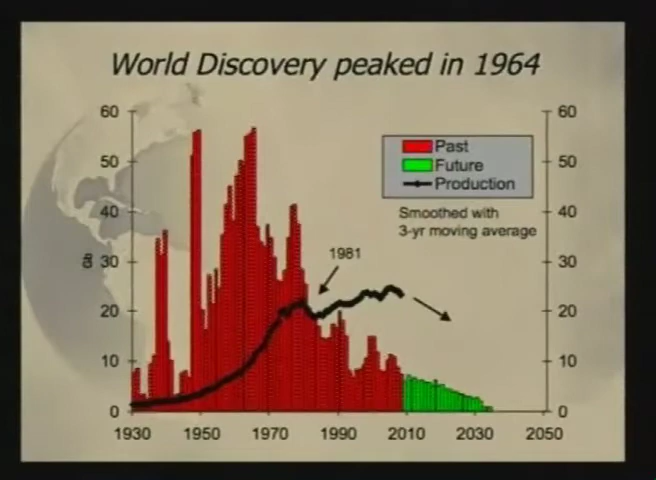 World Discovery peaked in 1964
60
50
40
30
20
10
0
Gb
60
50
40
30
20
10
0
Past
Future
Production
Smoothed with
3-yr moving average
1981
1930 1950 1970 1990 2010 2030 2050